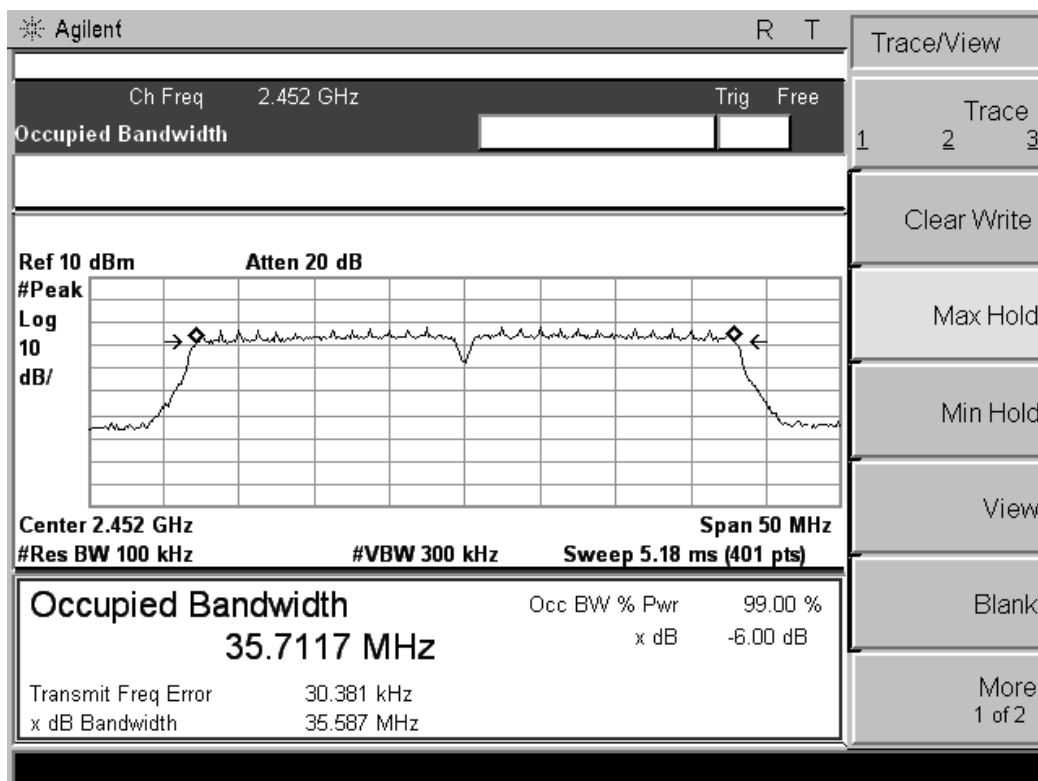 Agilent R T
Trace/View
Ch Freq 2.452 GHz Trig Free
Occupied Bandwidth
Trace
1 2 3
Clear Write
Ref 10 dBm Atten 20 dB
#Peak
Log
10
dB/
Max Hold
Min Hold
View
Center 2.452 GHz Span 50 MHz
#Res BW 100 kHz #VBW 300 kHz Sweep 5.18 ms (401 pts)
Occupied Bandwidth Occ BW % Pwr 99.00 %
35.7117 MHz x dB -6.00 dB
Blank
Transmit Freq Error 30.381 kHz
x dB Bandwidth 35.587 MHz
More
1 of 2